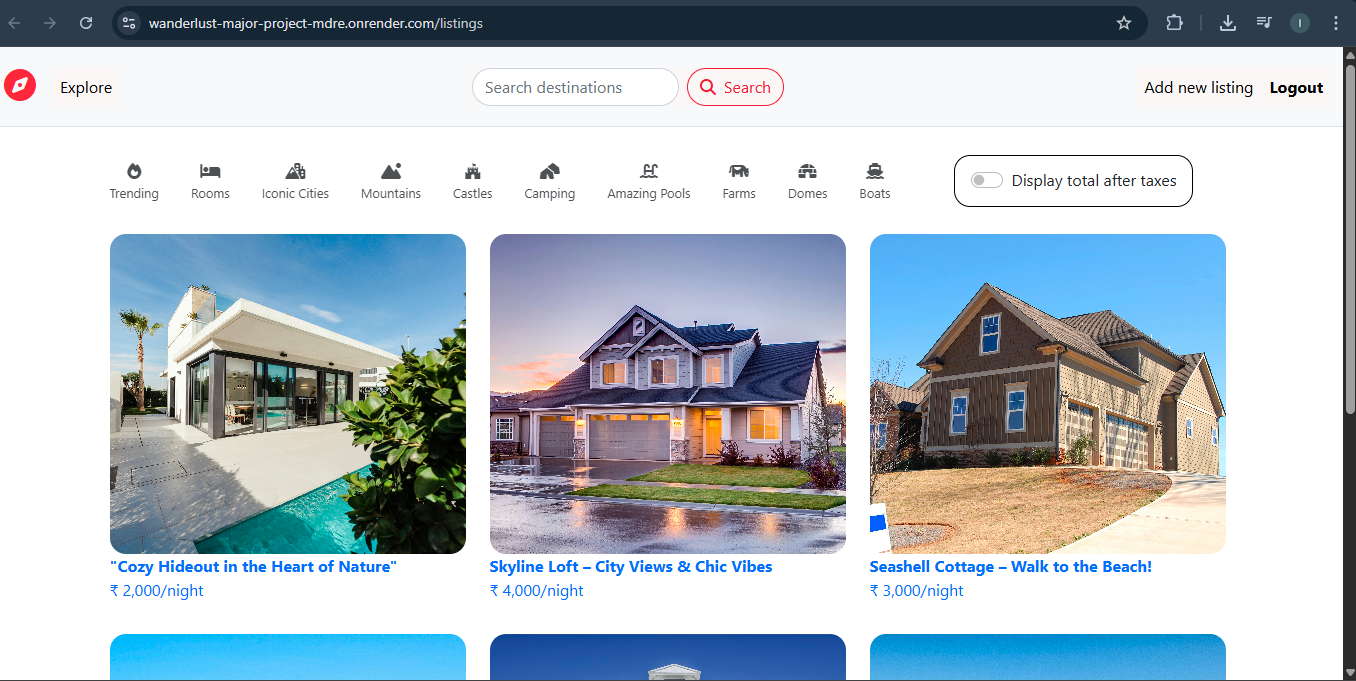 wanderlust-major-project-mdre.onrender.com/listings
I
Explore
Search destinations
Search
Add new listing
Logout
Trending
Rooms
Iconic Cities
Mountains
Castles
Camping
Amazing Pools
Farms
Domes
Boats
Display total after taxes
"Cozy Hideout in the Heart of Nature"
₹ 2,000/night
Skyline Loft – City Views & Chic Vibes
₹ 4,000/night
Seashell Cottage – Walk to the Beach!
₹ 3,000/night